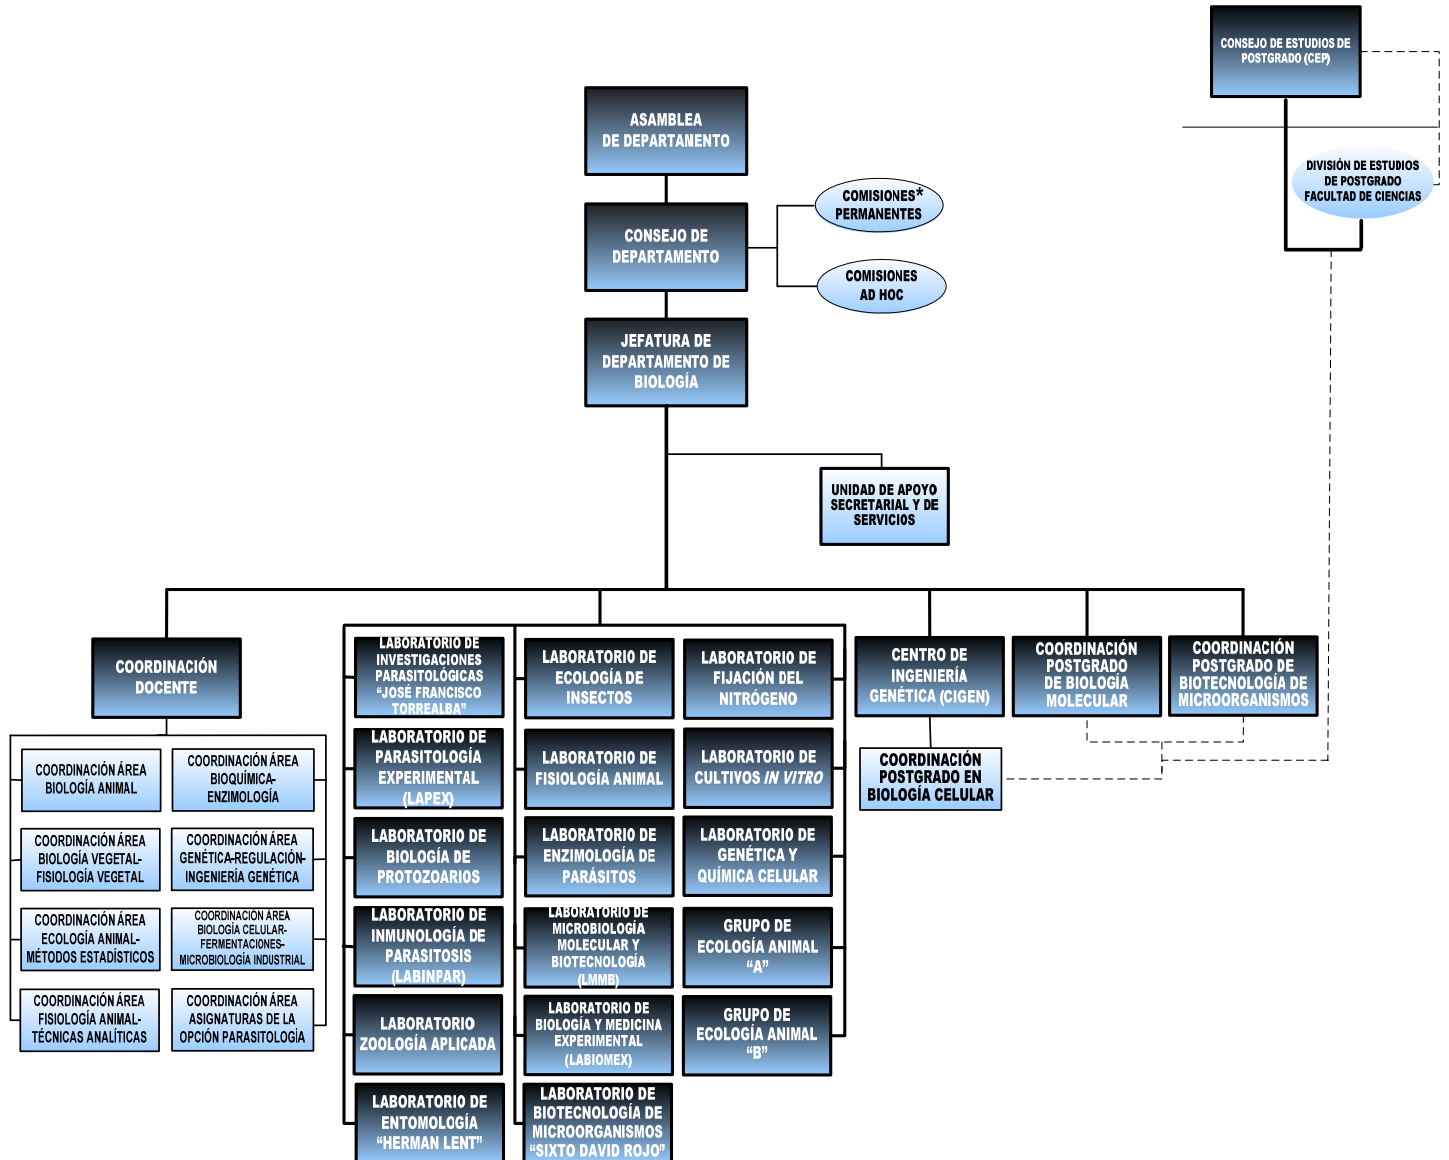 CONSEJO DE ESTUDIOS DE
POSTGRADO (CEP)
ASAMBLEA
DE DEPARTAMENTO
DIVISIÓN DE ESTUDIOS
DE POSTGRADO
FACULTAD DE CIENCIAS
COMISIONES*
PERMANENTES
CONSEJO DE
DEPARTAMENTO
COMISIONES
AD HOC
JEFATURA DE
DEPARTAMENTO DE
BIOLOGÍA
UNIDAD DE APOYO
SECRETARIAL Y DE
SERVICIOS
COORDINACIÓN
DOCENTE
COORDINACIÓN ÁREA
BIOLOGÍA ANIMAL
COORDINACIÓN ÁREA
BIOQUÍMICA-
ENZIMOLOGÍA
COORDINACIÓN ÁREA
BIOLOGÍA VEGETAL-
FISIOLOGÍA VEGETAL
COORDINACIÓN ÁREA
GENÉTICA-REGULACIÓN-
INGENIERÍA GENÉTICA
COORDINACIÓN ÁREA
ECOLOGÍA ANIMAL-
MÉTODOS ESTADÍSTICOS
COORDINACIÓN ÁREA
BIOLOGÍA CELULAR-
FERMENTACIONES-
MICROBIOLOGÍA INDUSTRIAL
COORDINACIÓN ÁREA
FISIOLOGÍA ANIMAL-
TÉCNICAS ANALÍTICAS
COORDINACIÓN ÁREA
ASIGNATURAS DE LA
OPCIÓN PARASITOLOGÍA
LABORATORIO DE
INVESTIGACIONES
PARASITOLÓGICAS
“JOSÉ FRANCISCO
TORREALBA”
LABORATORIO DE
ECOLOGÍA DE
INSECTOS
LABORATORIO DE
FIJACIÓN DEL
NITRÓGENO
LABORATORIO DE
PARASITOLOGÍA
EXPERIMENTAL
(LAPEX)
LABORATORIO DE
FISIOLOGÍA ANIMAL
LABORATORIO DE
CULTIVOS IN VITRO
LABORATORIO DE
BIOLOGÍA DE
PROTOZOARIOS
LABORATORIO DE
ENZIMOLOGÍA DE
PARÁSITOS
LABORATORIO DE
GENÉTICA Y
QUÍMICA CELULAR
LABORATORIO DE
INMUNOLOGÍA DE
PARASITOSIS
(LABINPAR)
LABORATORIO DE
MICROBIOLOGÍA
MOLECULAR Y
BIOTECNOLOGÍA
(LMMB)
GRUPO DE
ECOLOGÍA ANIMAL
“A”
LABORATORIO
ZOOLOGÍA APLICADA
LABORATORIO DE
BIOLOGÍA Y MEDICINA
EXPERIMENTAL
(LABIOMEX)
GRUPO DE
ECOLOGÍA ANIMAL
“B”
LABORATORIO DE
ENTOMOLOGÍA
“HERMAN LENT”
LABORATORIO DE
BIOTECNOLOGÍA DE
MICROORGANISMOS
“SIXTO DAVID ROJO”
CENTRO DE
INGENIERÍA
GENÉTICA (CIGEN)
COORDINACIÓN
POSTGRADO EN
BIOLOGÍA CELULAR
COORDINACIÓN
POSTGRADO
DE BIOLOGÍA
MOLECULAR
COORDINACIÓN
POSTGRADO DE
BIOTECNOLOGÍA DE
MICROORGANISMOS